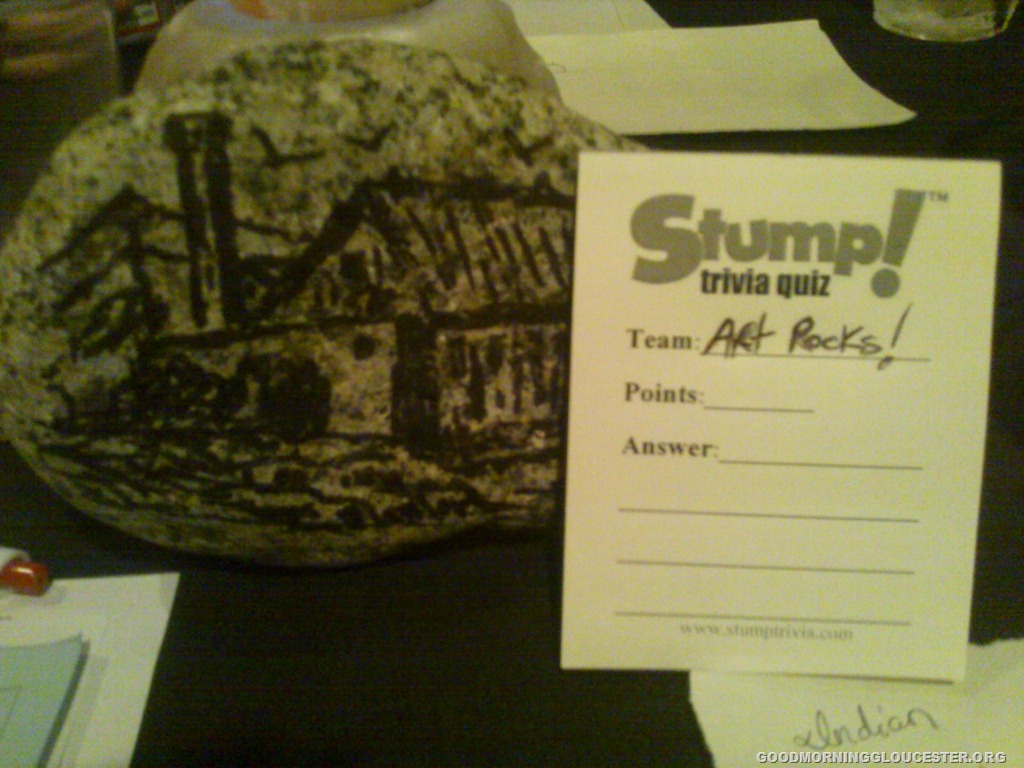 Stump!™
trivia quiz
Team: Art Rocks!
Points:
Answer:
www.stumptrivia.com
Indian
GOODMORNINGGLOUCESTER.ORG